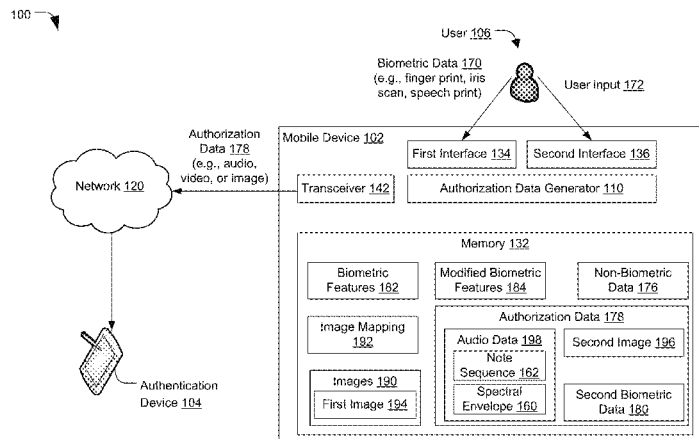 100
User 106
Biometric Data 170
(e.g., finger print, iris
scan, speech print)
User input 172
Authorization
Data 178
(e.g., audio,
video, or image)
Mobile Device 102
First Interface 134
Second Interface 136
Network 120
Transceiver 142
Authorization Data Generator 110
Memory 132
Biometric
Features 182
Modified Biometric
Features 184
Non-Biometric
Data 176
Authorization Data 178
Image Mapping
192
Audio Data 198
Second Image 196
Note
Sequence 162
Images 190
First Image 194
Spectral
Envelope 160
Second Biometric
Data 180
Authentication
Device 104